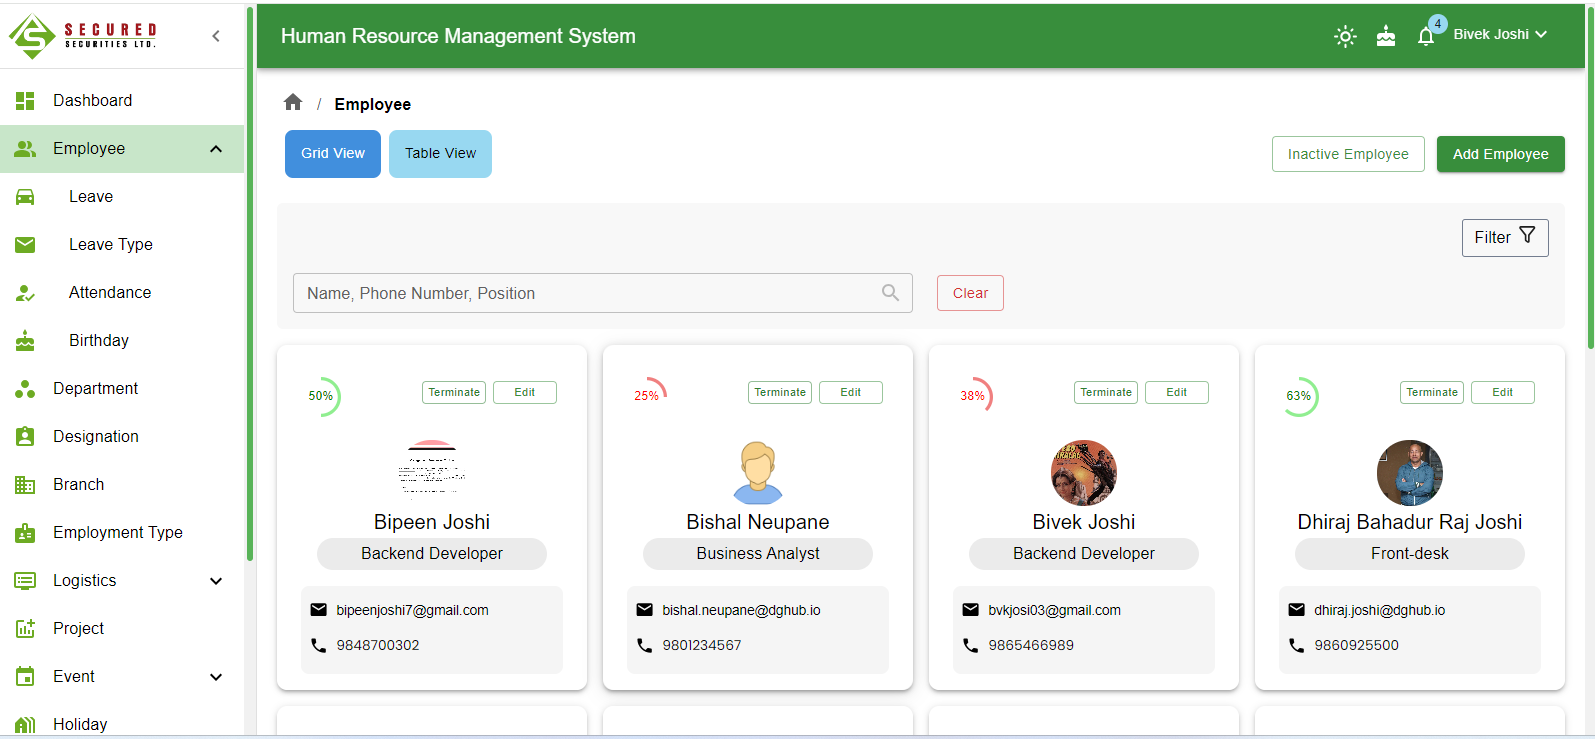 SECURED
SECURITIES LTD.
Human Resource Management System
4
Bivek Joshi
Dashboard
Employee
Leave
Leave Type
Attendance
Birthday
Department
Designation
Branch
Employment Type
Logistics
Project
Event
Holiday
/ Employee
Grid View
Table View
Inactive Employee
Add Employee
Filter
Name, Phone Number, Position
Clear
50%
Terminate
Edit
Bipeen Joshi
Backend Developer
bipeenjoshi7@gmail.com
9848700302
25%
Terminate
Edit
Bishal Neupane
Business Analyst
bishal.neupane@dghub.io
9801234567
38%
Terminate
Edit
Bivek Joshi
Backend Developer
bvkjosi03@gmail.com
9865466989
63%
Terminate
Edit
Dhiraj Bahadur Raj Joshi
Front-desk
dhiraj.joshi@dghub.io
9860925500